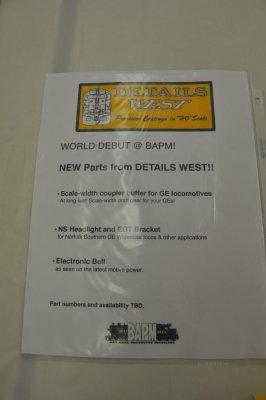 DETAILS
WEST
Precision Castings in "HO" Scale
WORLD DEBUT @ BAPM!
NEW Parts from DETAILS WEST!!
• Scale-width coupler buffer for GE locomotives
At long last! Scale-width draft gear for your GEs!
• NS Headlight and EOT Bracket
for Norfolk Southern GE Widenose locos & other applications
• Electronic Bell
as seen on the latest motive power.
Part numbers and availability TBD.
BAPM